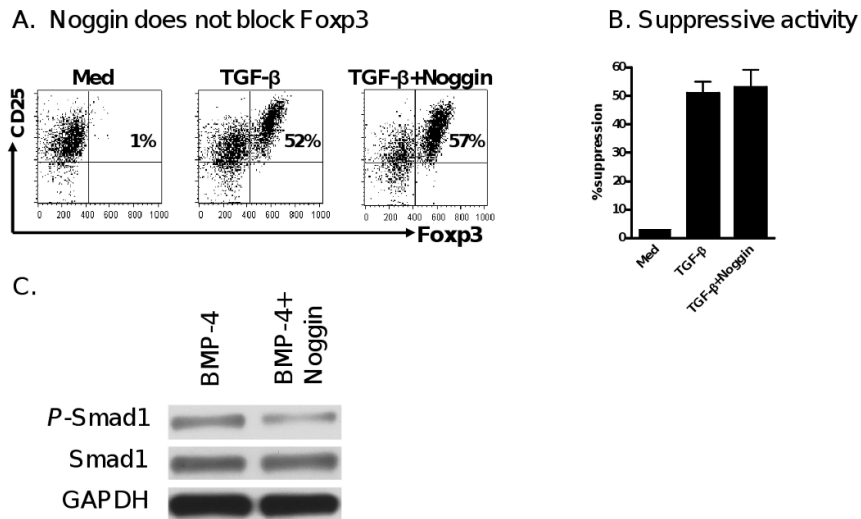 A. Noggin does not block Foxp3
Med
TGF-β
TGF-β+Noggin
CD25
1%
52%
57%
0 200 400 600 800 1000
0 200 400 600 800 1000
0 200 400 600 800 1000
Foxp3
B. Suppressive activity
%suppression
60
50
40
30
20
10
0
Med
TGF-β
TGF-β+Noggin
C.
BMP-4
BMP-4+
Noggin
P-Smad1
Smad1
GAPDH